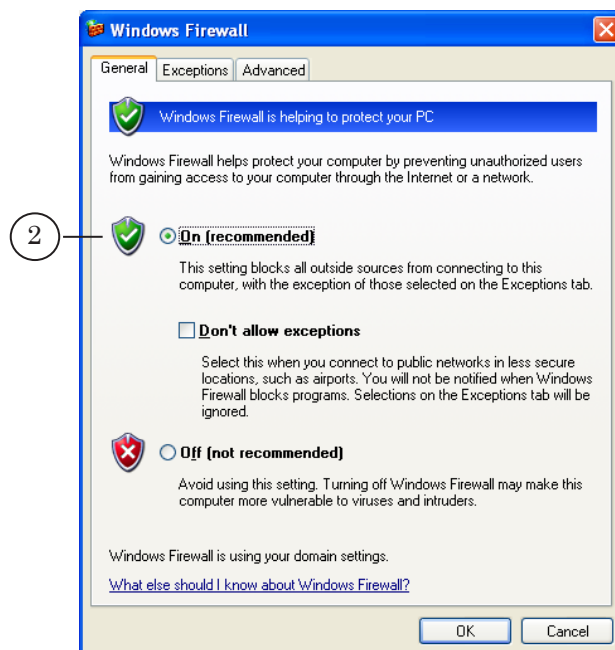 Windows Firewall
General Exceptions Advanced
Windows Firewall is helping to protect your PC
Windows Firewall helps protect your computer by preventing unauthorized users
from gaining access to your computer through the Internet or a network.
2
On (recommended)
This setting blocks all outside sources from connecting to this
computer, with the exception of those selected on the Exceptions tab.
Don't allow exceptions
Select this when you connect to public networks in less secure
locations, such as airports. You will not be notified when Windows
Firewall blocks programs. Selections on the Exceptions tab will be
ignored.
Off (not recommended)
Avoid using this setting. Turning off Windows Firewall may make this
computer more vulnerable to viruses and intruders.
Windows Firewall is using your domain settings.
What else should I know about Windows Firewall?
OK Cancel